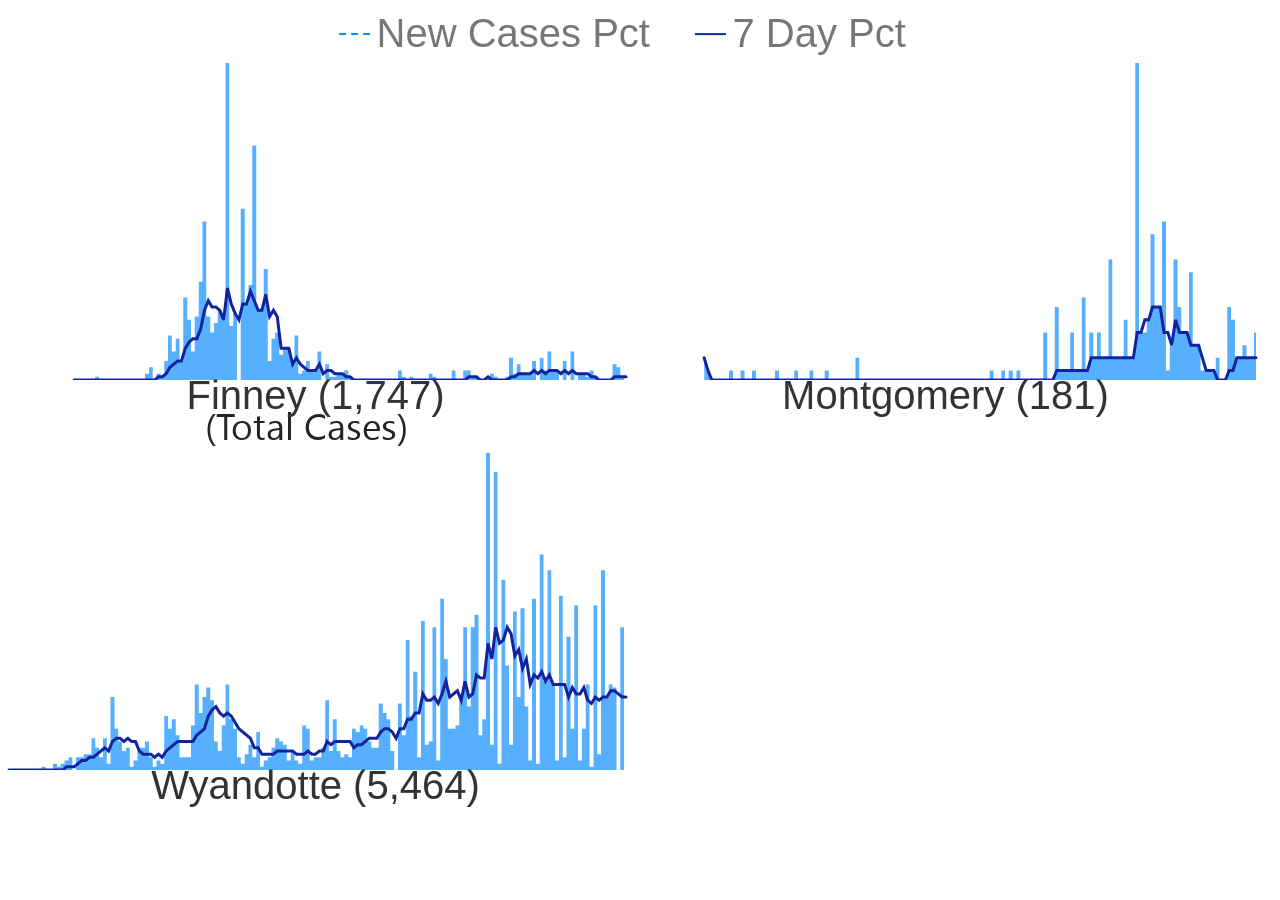 New Cases Pct 7 Day Pct
Finney (1,747)
(Total Cases)
Montgomery (181)
Wyandotte (5,464)